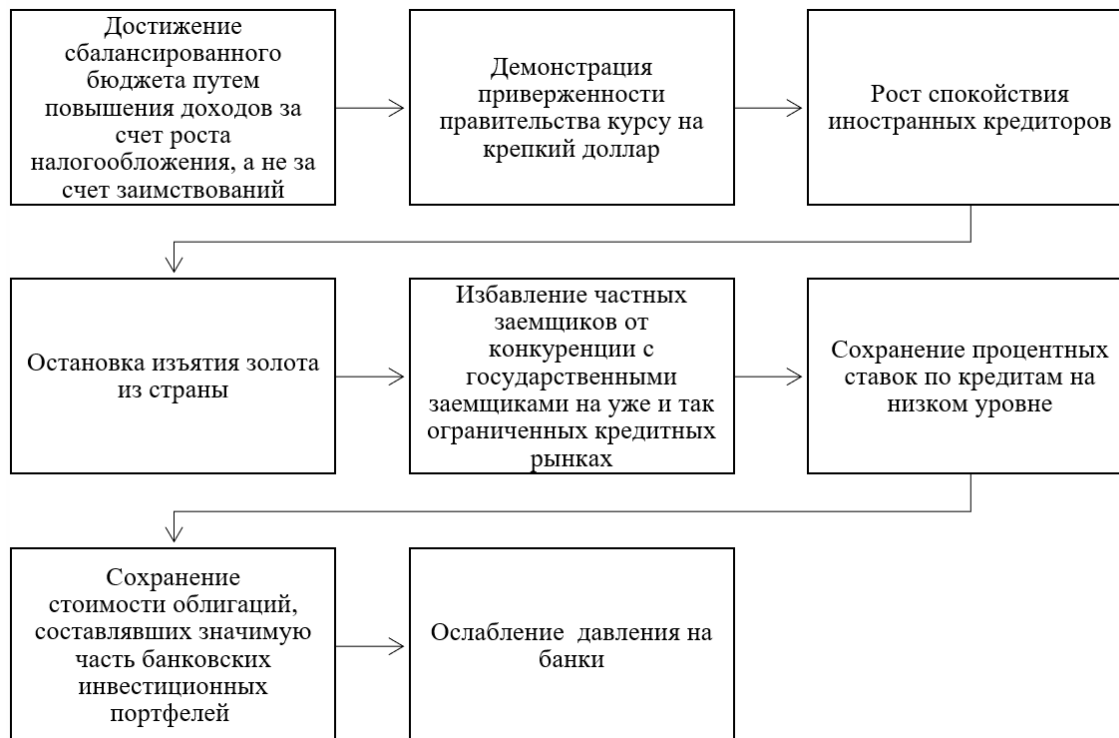 Достижение
сбалансированного
бюджета путем
повышения доходов за
счет роста
налогообложения, а не за
счет заимствований
Демонстрация
приверженности
правительства курсу на
крепкий доллар
Рост спокойствия
иностранных кредиторов
Остановка изъятия золота
из страны
Избавление частных
заемщиков от
конкуренции с
государственными
заемщиками на уже и так
ограниченных кредитных
рынках
Сохранение процентных
ставок по кредитам на
низком уровне
Сохранение
стоимости облигаций,
составлявших значимую
часть банковских
инвестиционных
портфелей
Ослабление давления на
банки